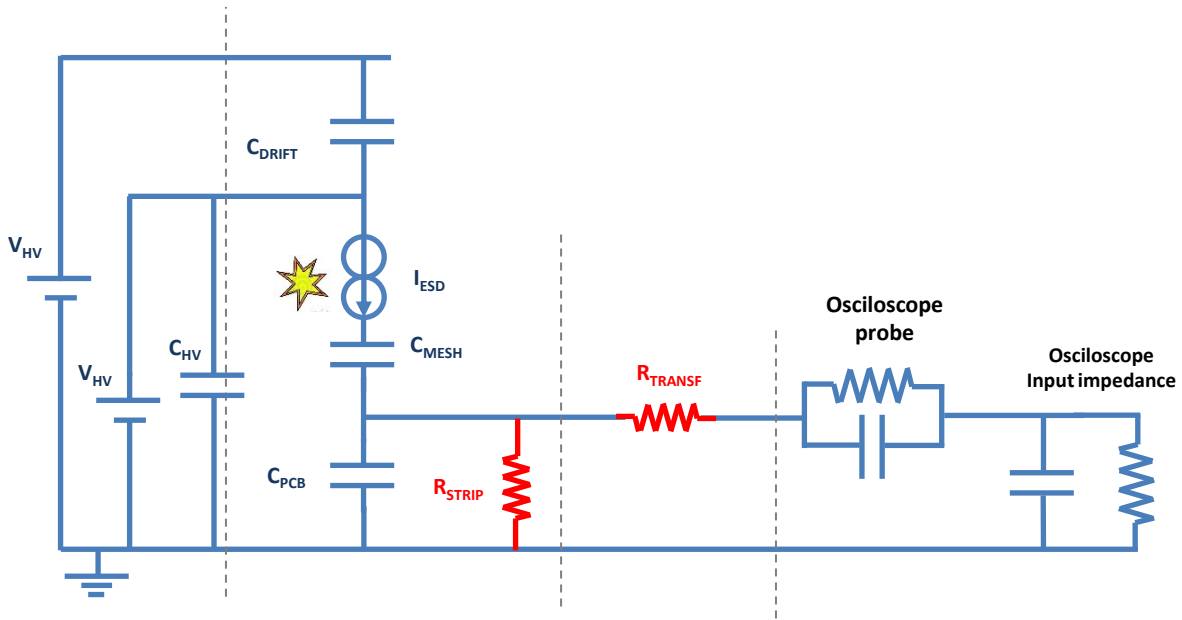 C_DRIFT
V_HV
I_ESD
C_MESH
C_HV
V_HV
C_PCB
R_STRIP
R_TRANSF
Osciloscope
probe
Osciloscope
Input impedance